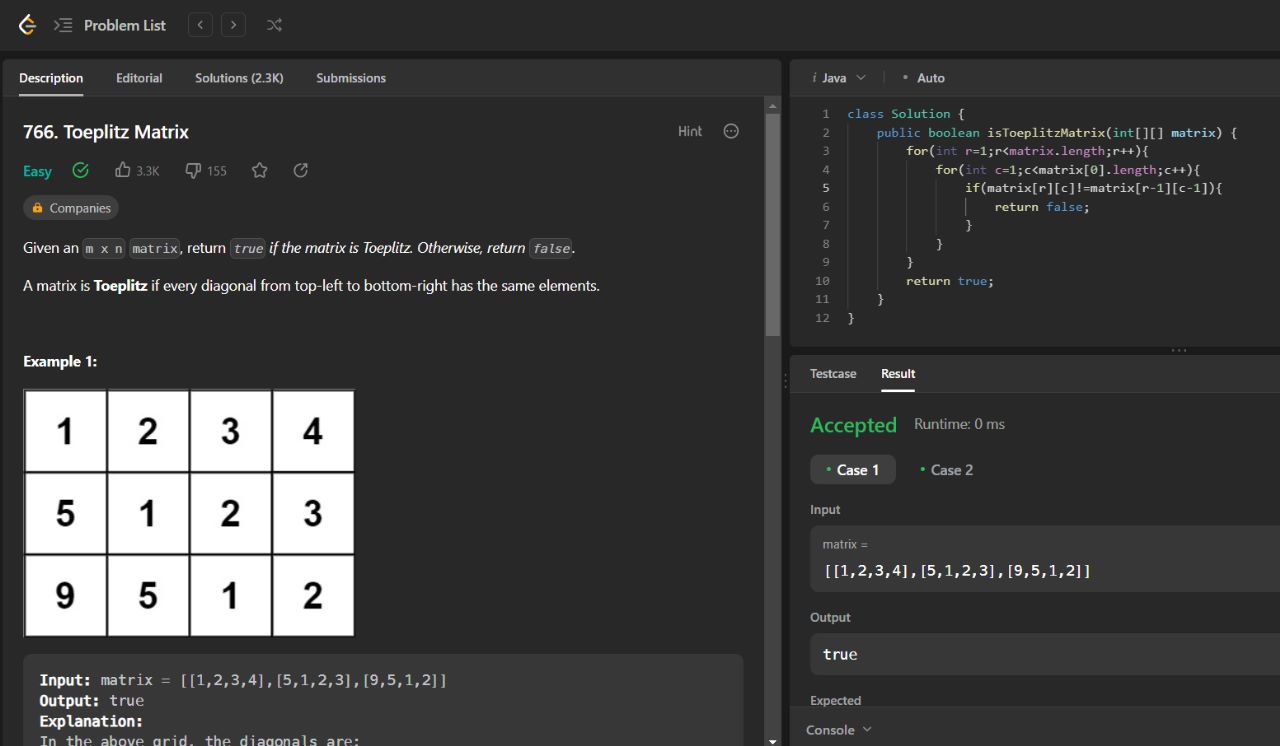 Problem List
Description Editorial Solutions (2.3K) Submissions
766. Toeplitz Matrix Hint
Easy 3.3K 155
Companies
Given an m x n matrix, return true if the matrix is Toeplitz. Otherwise, return false.
A matrix is Toeplitz if every diagonal from top-left to bottom-right has the same elements.
Example 1:
1 2 3 4
5 1 2 3
9 5 1 2
Input: matrix = [[1,2,3,4],[5,1,2,3],[9,5,1,2]]
Output: true
Explanation:
In the above grid, the diagonals are:
i Java • Auto
1 class Solution {
2 public boolean isToeplitzMatrix(int[][] matrix) {
3 for(int r=1;r<matrix.length;r++){
4 for(int c=1;c<matrix[0].length;c++){
5 if(matrix[r][c]!=matrix[r-1][c-1]){
6 return false;
7 }
8 }
9 }
10 return true;
11 }
12 }
Testcase Result
Accepted Runtime: 0 ms
• Case 1 • Case 2
Input
matrix =
[[1,2,3,4],[5,1,2,3],[9,5,1,2]]
Output
true
Expected
Console